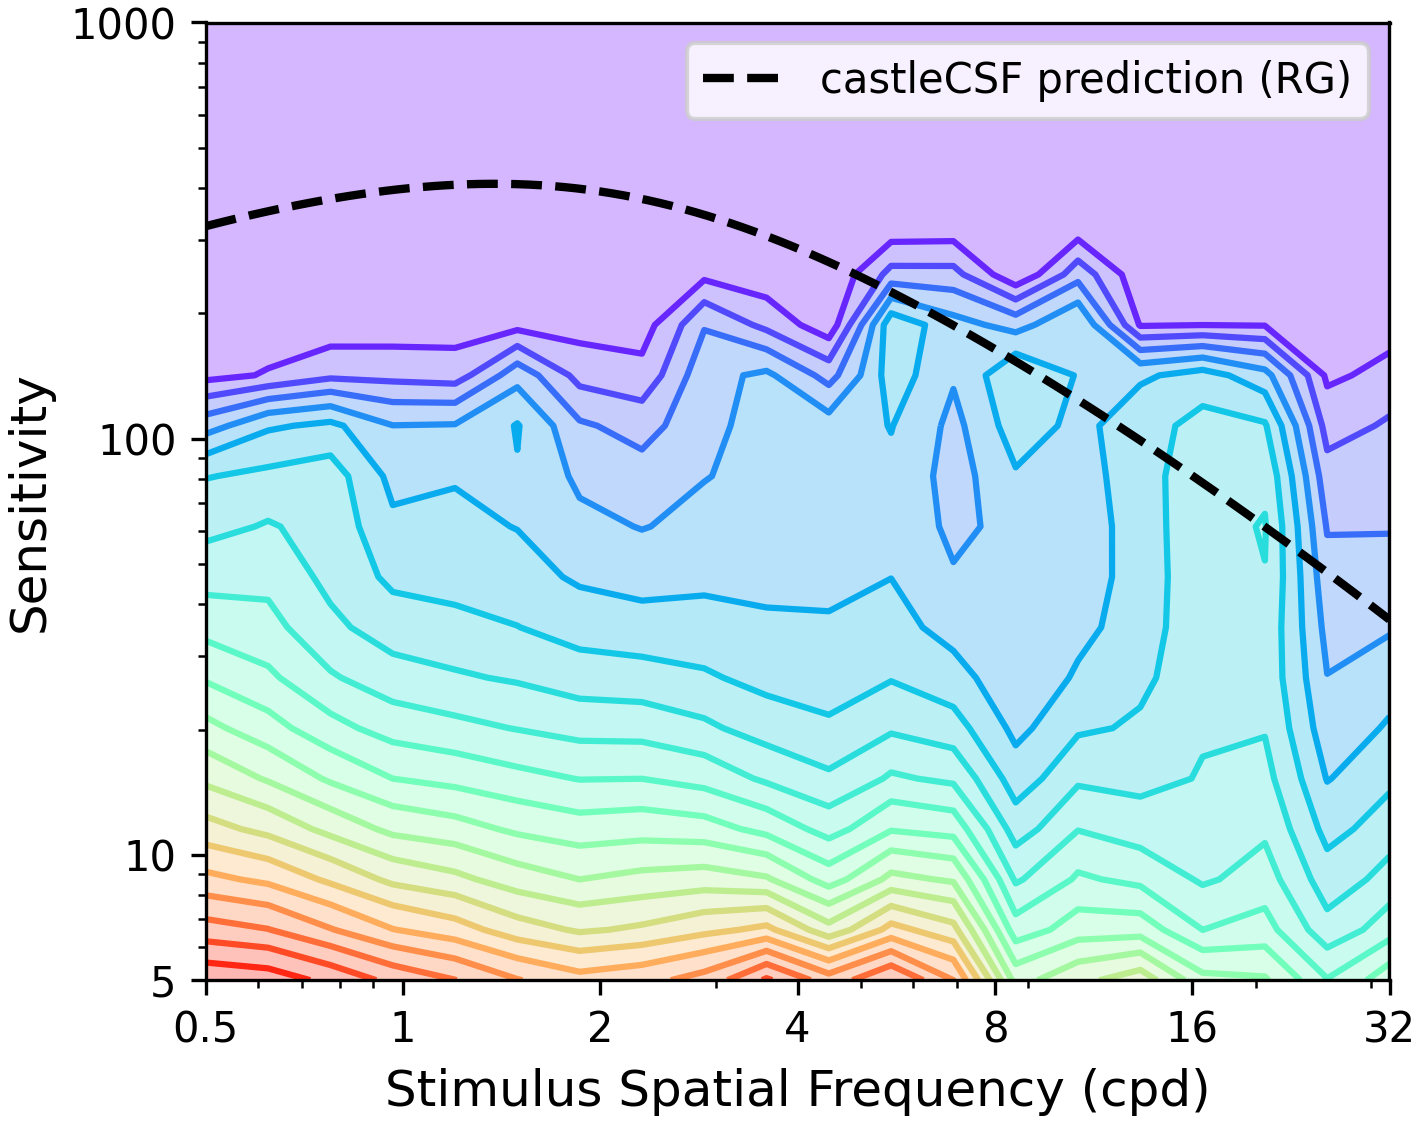 1000
100
10
5
Sensitivity
castleCSF prediction (RG)
0.5 1 2 4 8 16 32
Stimulus Spatial Frequency (cpd)